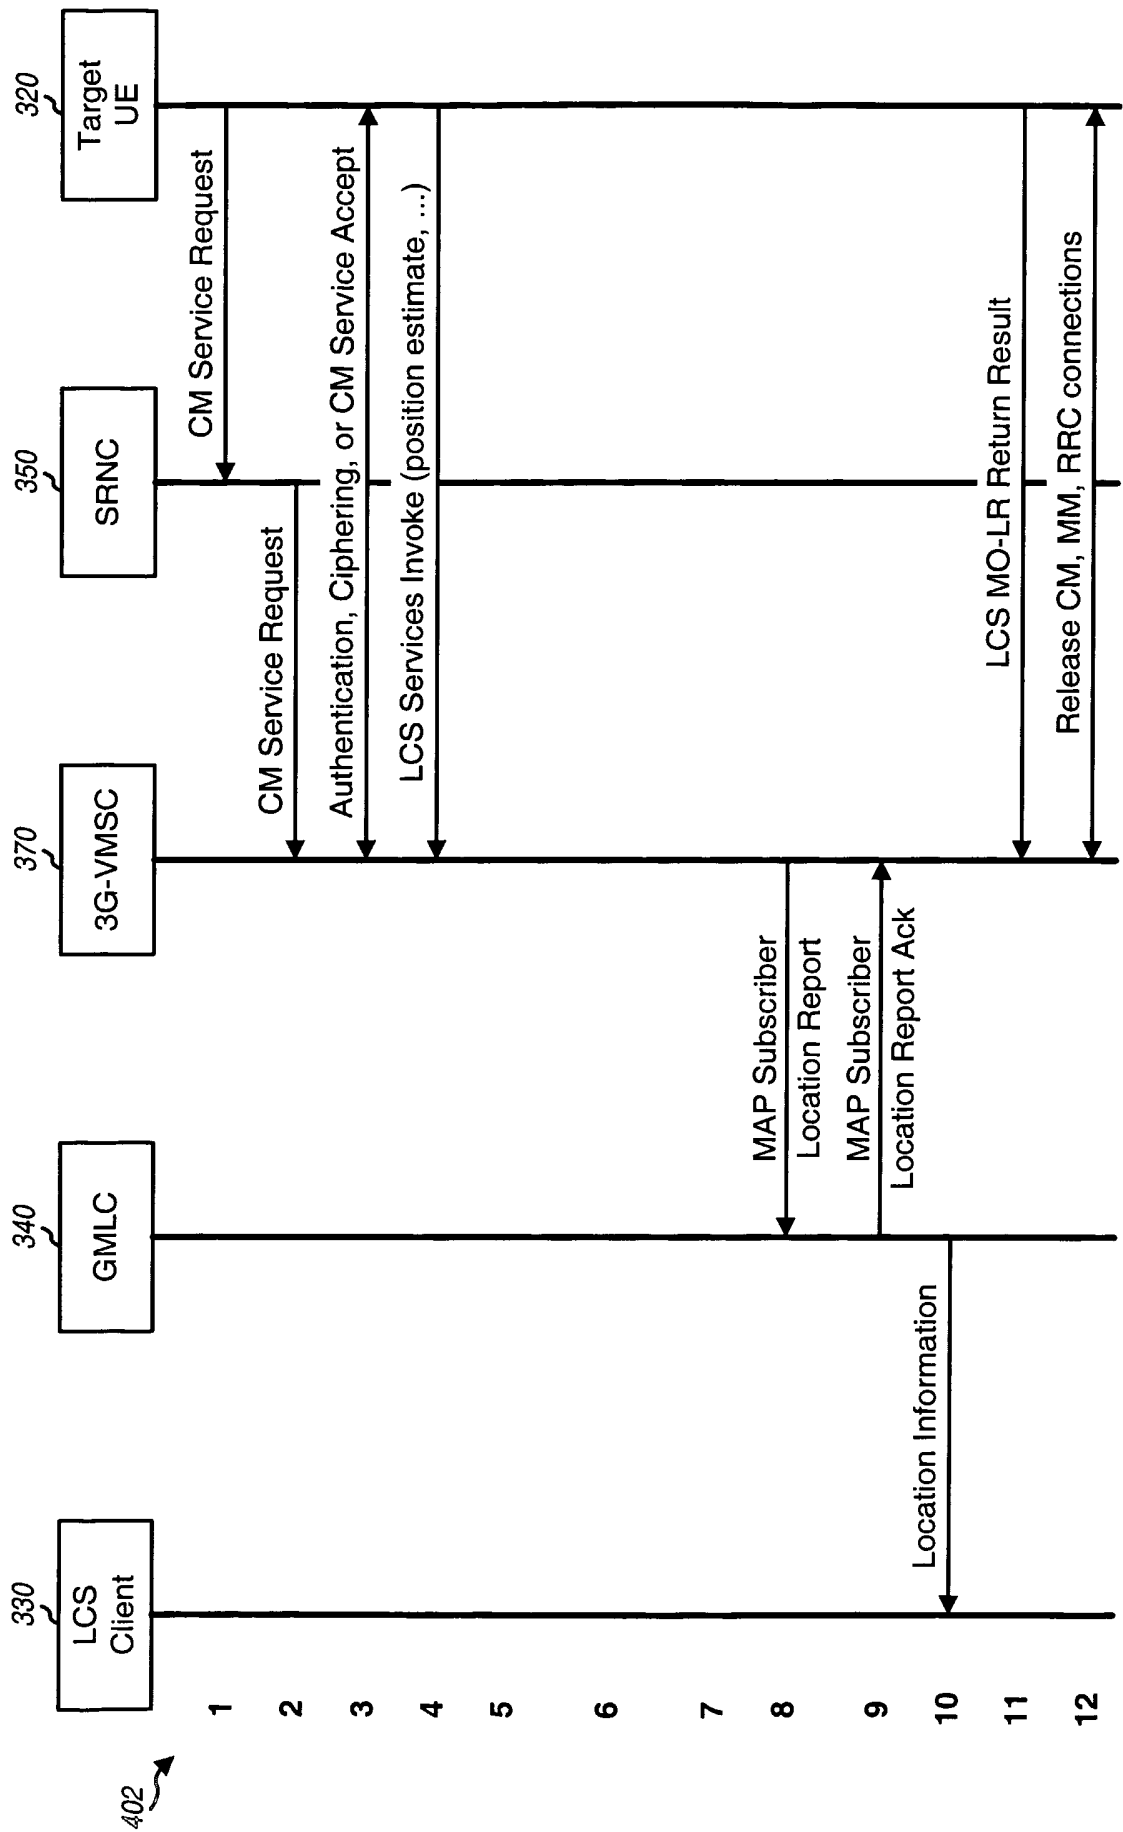 402
330
LCS
Client
340
GMLC
370
3G-VMSC
350
SRNC
320
Target
UE
1
CM Service Request
2
CM Service Request
3
Authentication, Ciphering, or CM Service Accept
4
LCS Services Invoke (position estimate, ...)
5
6
7
8
MAP Subscriber
Location Report
9
MAP Subscriber
Location Report Ack
10
Location Information
11
LCS MO-LR Return Result
12
Release CM, MM, RRC connections